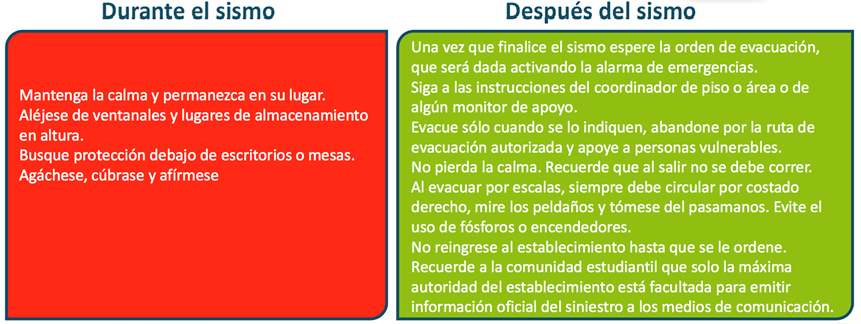 Durante el sismo
Mantenga la calma y permanezca en su lugar.
Aléjese de ventanales y lugares de almacenamiento
en altura.
Busque protección debajo de escritorios o mesas.
Agáchese, cúbrase y afírmese
Después del sismo
Una vez que finalice el sismo espere la orden de evacuación,
que será dada activando la alarma de emergencias.
Siga a las instrucciones del coordinador de piso o área o de
algún monitor de apoyo.
Evacue sólo cuando se lo indiquen, abandone por la ruta de
evacuación autorizada y apoye a personas vulnerables.
No pierda la calma. Recuerde que al salir no se debe correr.
Al evacuar por escalas, siempre debe circular por costado
derecho, mire los peldaños y tómese del pasamanos. Evite el
uso de fósforos o encendedores.
No reingrese al establecimiento hasta que se le ordene.
Recuerde a la comunidad estudiantil que solo la máxima
autoridad del establecimiento está facultada para emitir
información oficial del siniestro a los medios de comunicación.